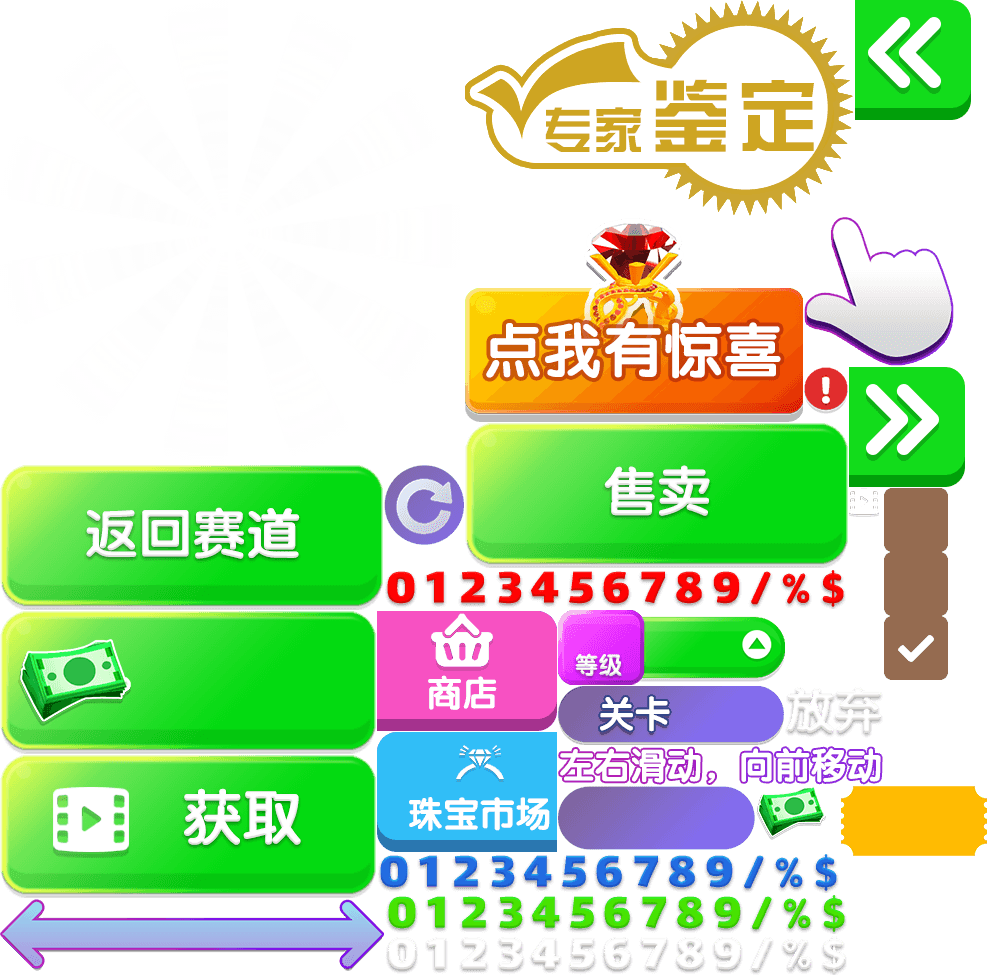 专家鉴定
点我有惊喜
售卖
返回赛道
0123456789/%$
商店
等级
关卡
放弃
左右滑动，向前移动
获取
珠宝市场
0123456789/%$
0123456789/%$
0123456789/%$